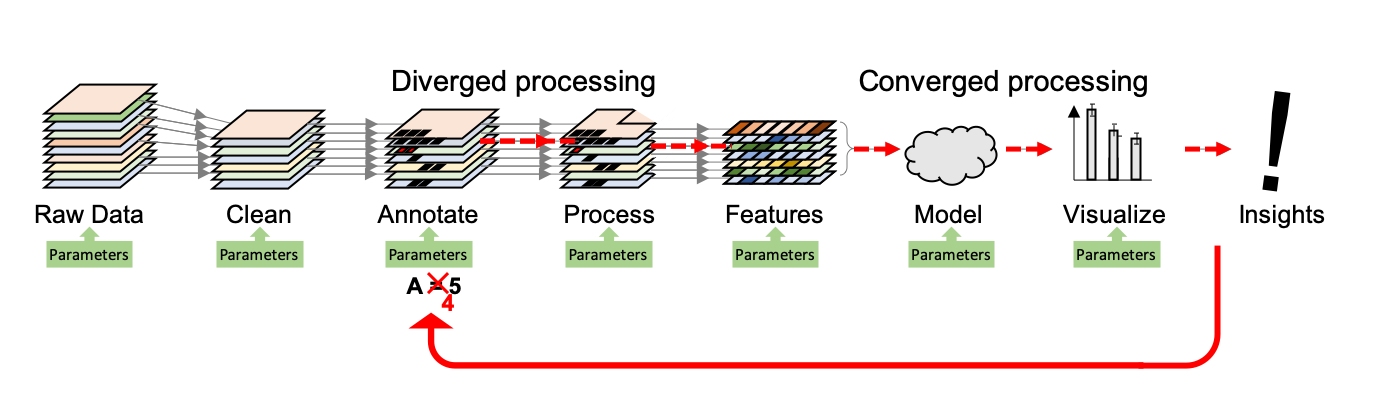 Diverged processing
Converged processing
Raw Data
Clean
Annotate
Process
Features
Model
Visualize
Insights
Parameters
Parameters
Parameters
Parameters
Parameters
Parameters
Parameters
A = 5
4